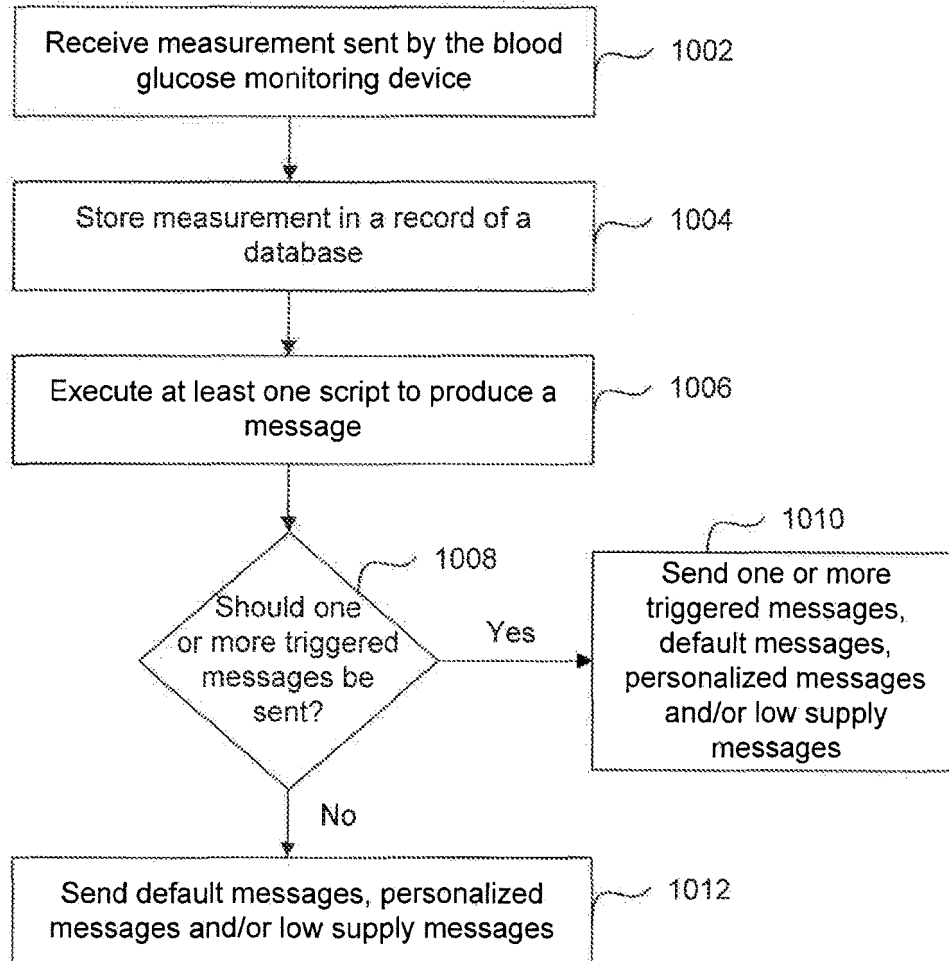 Receive measurement sent by the blood
glucose monitoring device
1002
Store measurement in a record of a
database
1004
Execute at least one script to produce a
message
1006
1008
Should one
or more triggered
messages be
sent?
Yes
1010
Send one or more
triggered messages,
default messages,
personalized messages
and/or low supply
messages
No
Send default messages, personalized
messages and/or low supply messages
1012